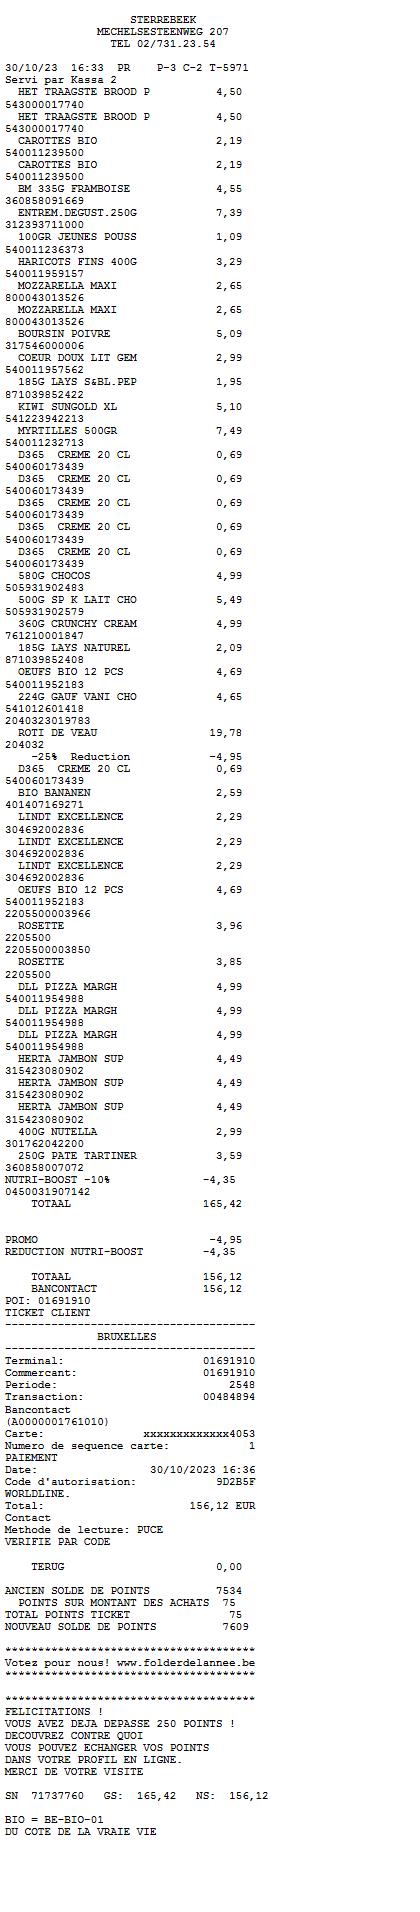 STERREBEEK
MECHELSESTEENWEG 207
TEL 02/731.23.54
30/10/23 16:33 PR P-3 C-2 T-5971
Servi par Kassa 2
HET TRAAGSTE BROOD P 4,50
543000017740
HET TRAAGSTE BROOD P 4,50
543000017740
CAROTTES BIO 2,19
540011239500
CAROTTES BIO 2,19
540011239500
BM 335G FRAMBOISE 4,55
360858091669
ENTREM.DEGUST.250G 7,39
312393711000
100GR JEUNES POUSS 1,09
540011236373
HARICOTS FINS 400G 3,29
540011959157
MOZZARELLA MAXI 2,65
800043013526
MOZZARELLA MAXI 2,65
800043013526
BOURSIN POIVRE 5,09
317546000006
COEUR DOUX LIT GEM 2,99
540011957562
185G LAYS S&BL.PEP 1,95
871039852422
KIWI SUNGOLD XL 5,10
541223942213
MYRTILLES 500GR 7,49
540011232713
D365 CREME 20 CL 0,69
540060173439
D365 CREME 20 CL 0,69
540060173439
D365 CREME 20 CL 0,69
540060173439
D365 CREME 20 CL 0,69
540060173439
D365 CREME 20 CL 0,69
540060173439
580G CHOCOS 4,99
505931902483
500G SP K LAIT CHO 5,49
505931902579
360G CRUNCHY CREAM 4,99
761210001847
185G LAYS NATUREL 2,09
871039852408
OEUFS BIO 12 PCS 4,69
540011952183
224G GAUF VANI CHO 4,65
541012601418
2040323019783
ROTI DE VEAU 19,78
204032
-25% Reduction -4,95
D365 CREME 20 CL 0,69
540060173439
BIO BANANEN 2,59
401407169271
LINDT EXCELLENCE 2,29
304692002836
LINDT EXCELLENCE 2,29
304692002836
LINDT EXCELLENCE 2,29
304692002836
OEUFS BIO 12 PCS 4,69
540011952183
2205500003966
ROSETTE 3,96
2205500
2205500003850
ROSETTE 3,85
2205500
DLL PIZZA MARGH 4,99
540011954988
DLL PIZZA MARGH 4,99
540011954988
DLL PIZZA MARGH 4,99
540011954988
HERTA JAMBON SUP 4,49
315423080902
HERTA JAMBON SUP 4,49
315423080902
HERTA JAMBON SUP 4,49
315423080902
400G NUTELLA 2,99
301762042200
250G PATE TARTINER 3,59
360858007072
NUTRI-BOOST -10% -4,35
0450031907142
TOTAAL 165,42
PROMO -4,95
REDUCTION NUTRI-BOOST -4,35
TOTAAL 156,12
BANCONTACT 156,12
POI: 01691910
TICKET CLIENT
--------------------------------------
BRUXELLES
--------------------------------------
Terminal: 01691910
Commercant: 01691910
Periode: 2548
Transaction: 00484894
Bancontact
(A0000001761010)
Carte: xxxxxxxxxxxxx4053
Numero de sequence carte: 1
PAIEMENT
Date: 30/10/2023 16:36
Code d'autorisation: 9D2B5F
WORLDLINE.
Total: 156,12 EUR
Contact
Methode de lecture: PUCE
VERIFIE PAR CODE
TERUG 0,00
ANCIEN SOLDE DE POINTS 7534
POINTS SUR MONTANT DES ACHATS 75
TOTAL POINTS TICKET 75
NOUVEAU SOLDE DE POINTS 7609
**************************************
Votez pour nous! www.folderdelannee.be
**************************************
**************************************
FELICITATIONS !
VOUS AVEZ DEJA DEPASSE 250 POINTS !
DECOUVREZ CONTRE QUOI
VOUS POUVEZ ECHANGER VOS POINTS
DANS VOTRE PROFIL EN LIGNE.
MERCI DE VOTRE VISITE
SN 71737760 GS: 165,42 NS: 156,12
BIO = BE-BIO-01
DU COTE DE LA VRAIE VIE